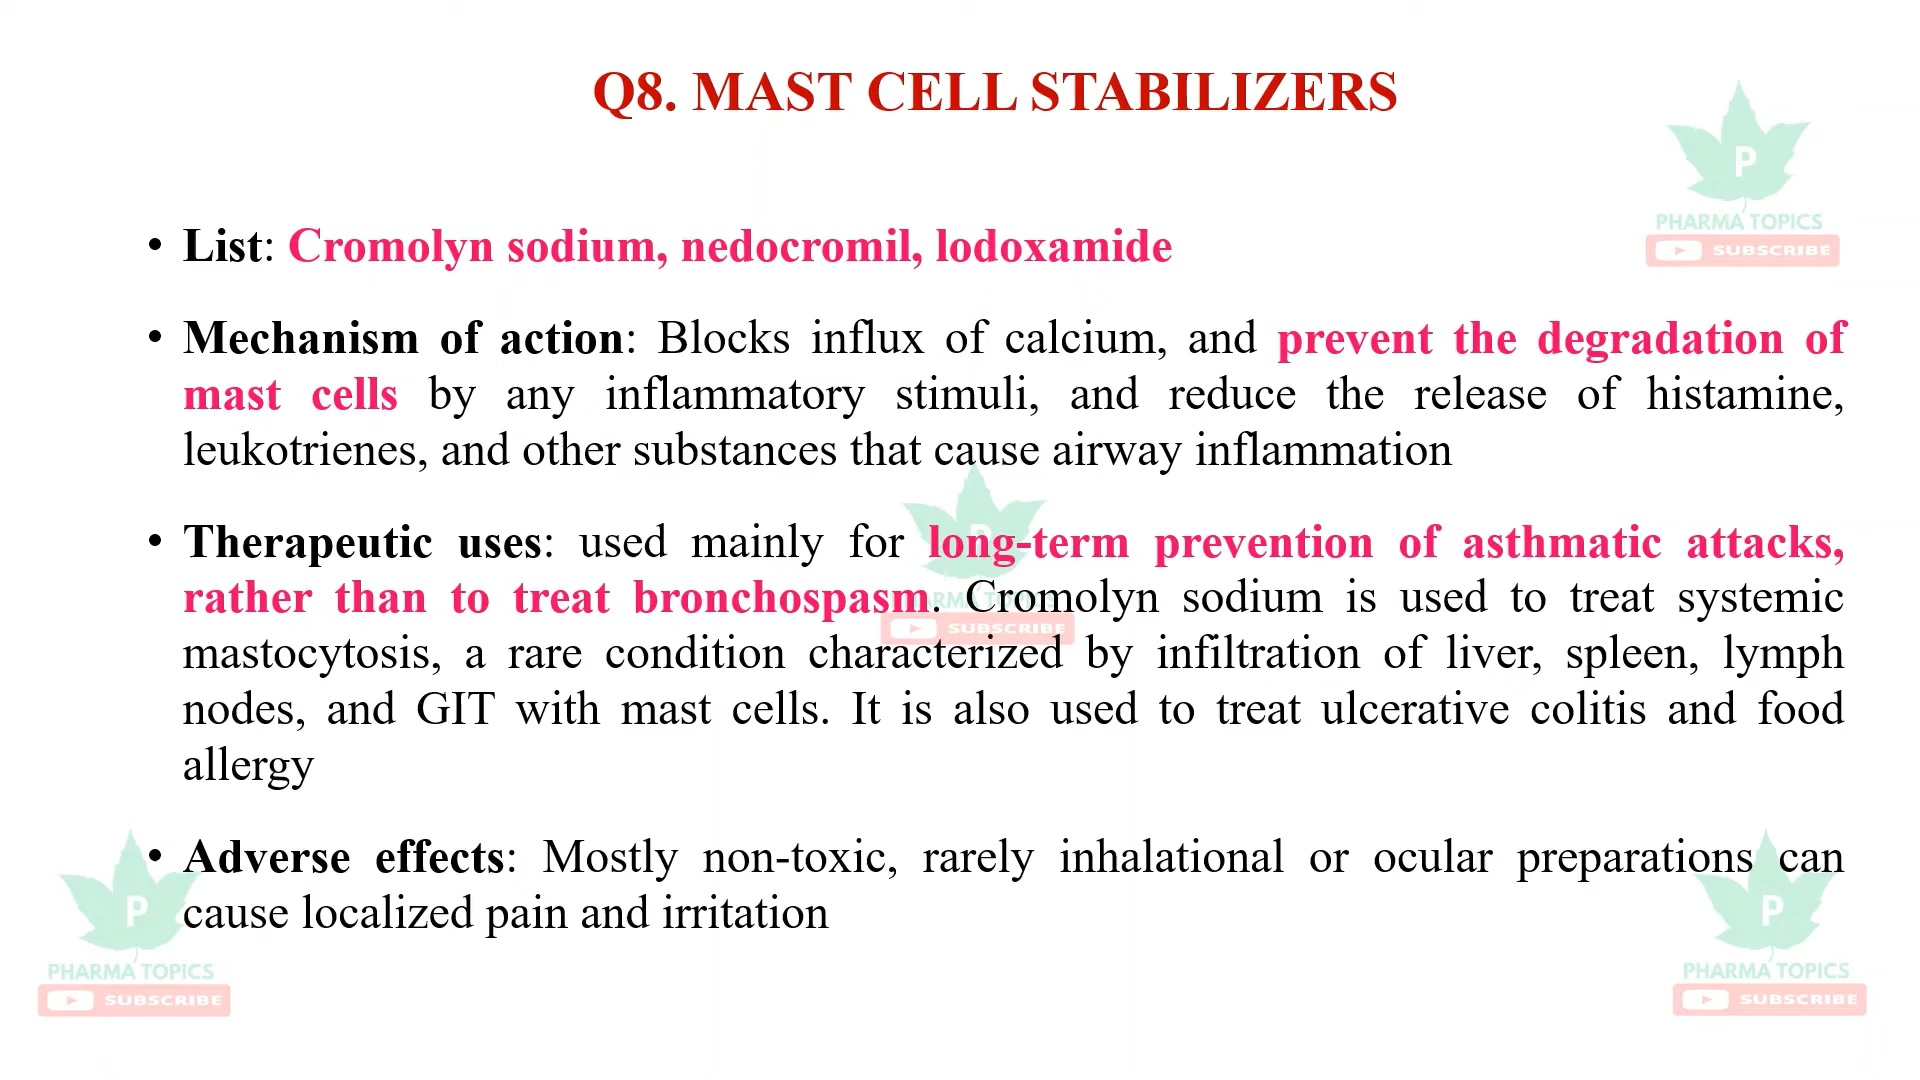 Q8. MAST CELL STABILIZERS
P
PHARMA TOPICS
SUBSCRIBE
• List: Cromolyn sodium, nedocromil, lodoxamide
• Mechanism of action: Blocks influx of calcium, and prevent the degradation of
mast cells by any inflammatory stimuli, and reduce the release of histamine,
leukotrienes, and other substances that cause airway inflammation
• Therapeutic uses: used mainly for long-term prevention of asthmatic attacks,
rather than to treat bronchospasm. Cromolyn sodium is used to treat systemic
SUBSCRIBE
mastocytosis, a rare condition characterized by infiltration of liver, spleen, lymph
nodes, and GIT with mast cells. It is also used to treat ulcerative colitis and food
allergy
• Adverse effects: Mostly non-toxic, rarely inhalational or ocular preparations can
cause localized pain and irritation
P
PHARMA TOPICS
SUBSCRIBE
P
PHARMA TOPICS
SUBSCRIBE